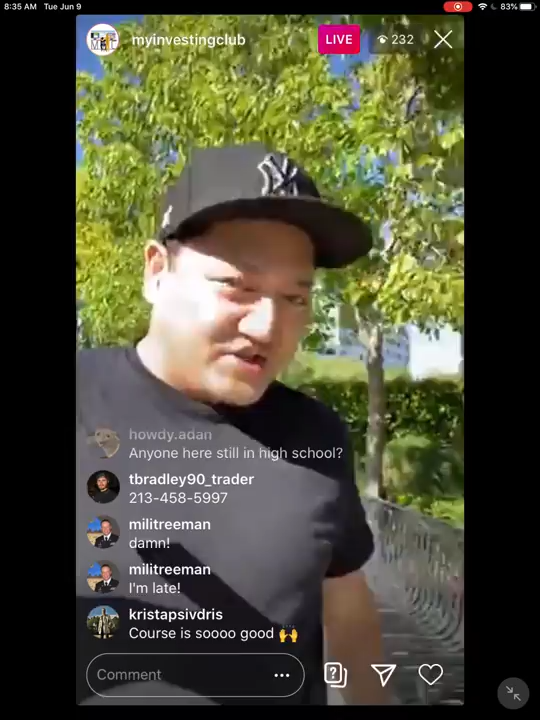 8:35 AM Tue Jun 9
83%
myinvestingclub
LIVE
232
NY
howdy.adan
Anyone here still in high school?
tbradley90_trader
213-458-5997
militreeman
damn!
militreeman
I'm late!
kristapsivdris
Course is soooo good 🙌
Comment